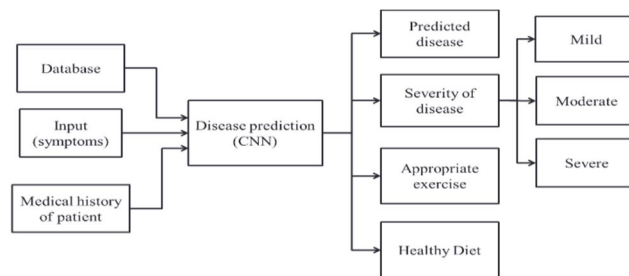 Database
Input
(symptoms)
Medical history
of patient
Disease prediction
(CNN)
Predicted
disease
Severity of
disease
Appropriate
exercise
Healthy Diet
Mild
Moderate
Severe